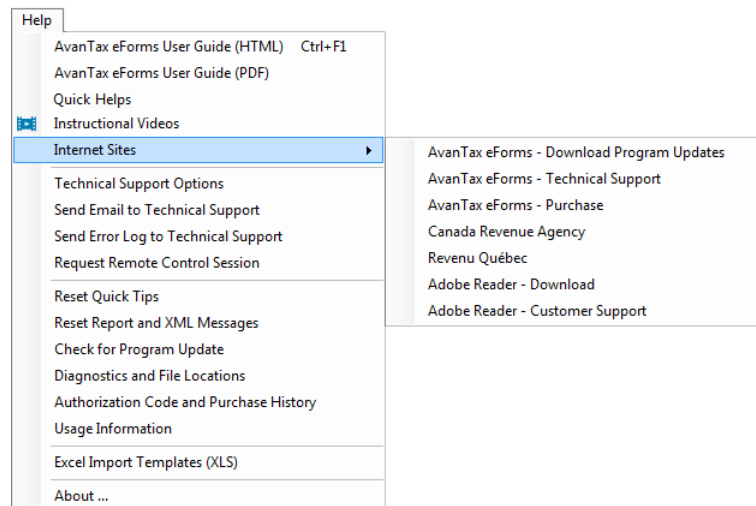 Help
AvanTax eForms User Guide (HTML) Ctrl+F1
AvanTax eForms User Guide (PDF)
Quick Helps
Instructional Videos
Internet Sites
AvanTax eForms - Download Program Updates
AvanTax eForms - Technical Support
AvanTax eForms - Purchase
Canada Revenue Agency
Revenu Québec
Adobe Reader - Download
Adobe Reader - Customer Support
Technical Support Options
Send Email to Technical Support
Send Error Log to Technical Support
Request Remote Control Session
Reset Quick Tips
Reset Report and XML Messages
Check for Program Update
Diagnostics and File Locations
Authorization Code and Purchase History
Usage Information
Excel Import Templates (XLS)
About ...